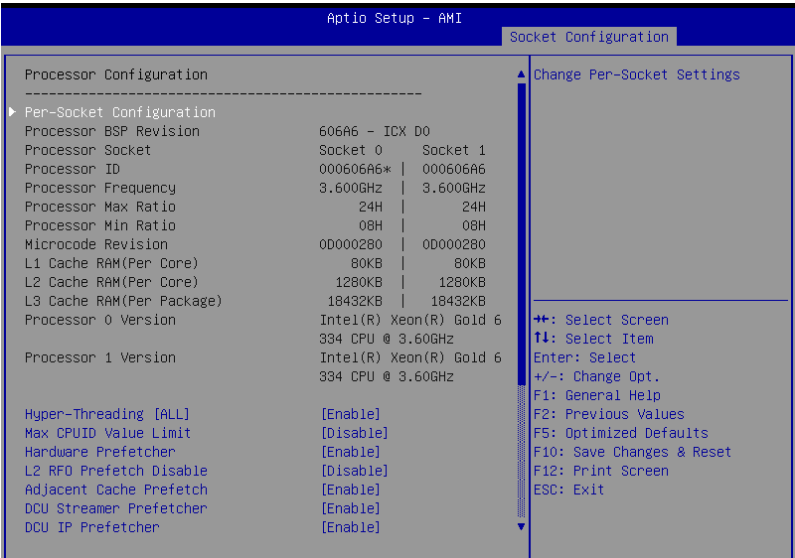 Aptio Setup – AMI
Socket Configuration
Processor Configuration
--------------------------------------------------
Per-Socket Configuration
Processor BSP Revision 606A6 - ICX D0
Processor Socket Socket 0 Socket 1
Processor ID 000606A6* | 000606A6
Processor Frequency 3.600GHz | 3.600GHz
Processor Max Ratio 24H | 24H
Processor Min Ratio 08H | 08H
Microcode Revision 0D0002B0 | 0D0002B0
L1 Cache RAM(Per Core) 80KB | 80KB
L2 Cache RAM(Per Core) 1280KB | 1280KB
L3 Cache RAM(Per Package) 18432KB | 18432KB
Processor 0 Version Intel(R) Xeon(R) Gold 6
334 CPU @ 3.60GHz
Processor 1 Version Intel(R) Xeon(R) Gold 6
334 CPU @ 3.60GHz
Hyper-Threading [ALL] [Enable]
Max CPUID Value Limit [Disable]
Hardware Prefetcher [Enable]
L2 RFO Prefetch Disable [Disable]
Adjacent Cache Prefetch [Enable]
DCU Streamer Prefetcher [Enable]
DCU IP Prefetcher [Enable]
Change Per-Socket Settings
→←: Select Screen
↑↓: Select Item
Enter: Select
+/-: Change Opt.
F1: General Help
F2: Previous Values
F5: Optimized Defaults
F10: Save Changes & Reset
F12: Print Screen
ESC: Exit